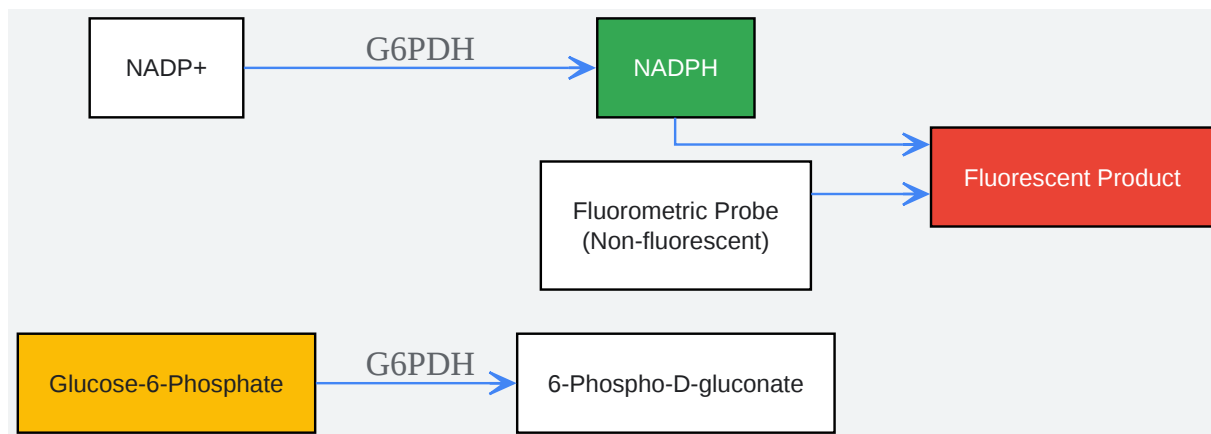 NADP+
G6PDH
NADPH
Fluorescent Product
Fluorometric Probe
(Non-fluorescent)
Glucose-6-Phosphate
G6PDH
6-Phospho-D-gluconate